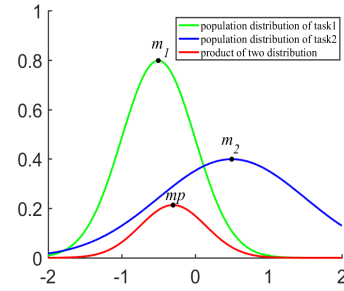 1
0.8
0.6
0.4
0.2
0
-2
-1
0
1
2
m1
m2
mp
population distribution of task1
population distribution of task2
product of two distribution